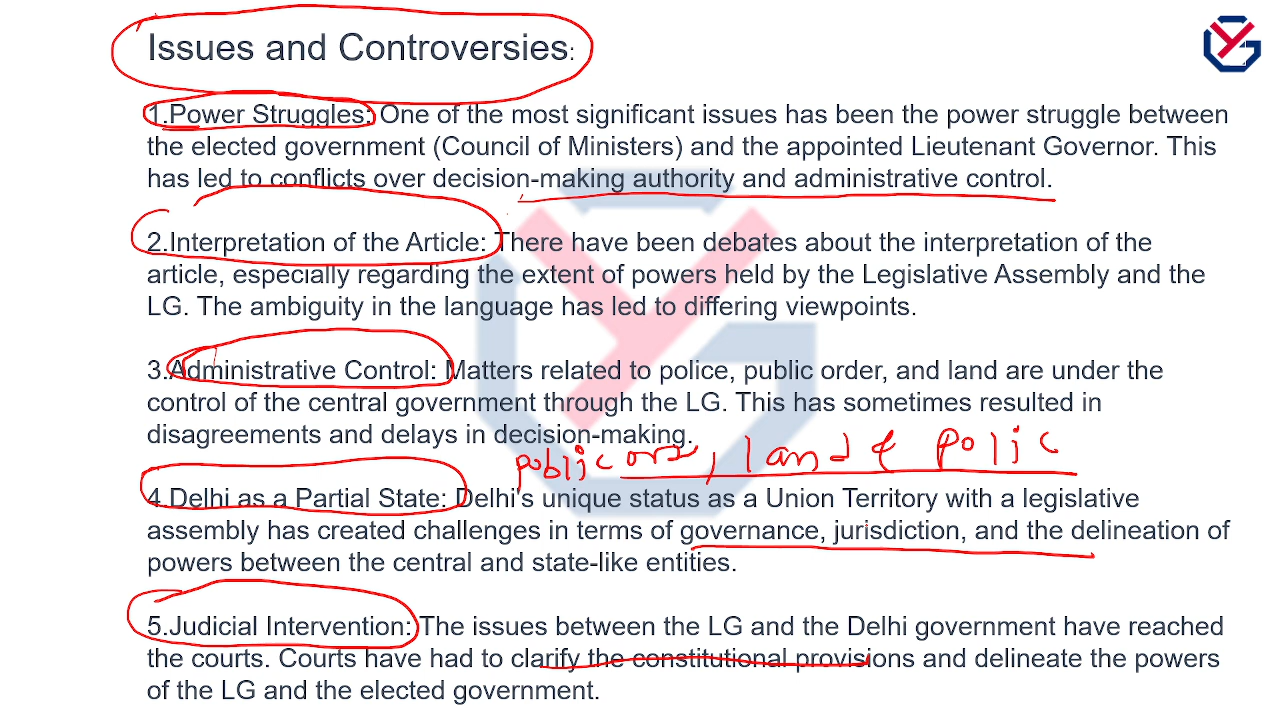 Issues and Controversies:
1.Power Struggles: One of the most significant issues has been the power struggle between
the elected government (Council of Ministers) and the appointed Lieutenant Governor. This
has led to conflicts over decision-making authority and administrative control.
2.Interpretation of the Article: There have been debates about the interpretation of the
article, especially regarding the extent of powers held by the Legislative Assembly and the
LG. The ambiguity in the language has led to differing viewpoints.
3.Administrative Control: Matters related to police, public order, and land are under the
control of the central government through the LG. This has sometimes resulted in
disagreements and delays in decision-making.
public , land & polic
4.Delhi as a Partial State: Delhi's unique status as a Union Territory with a legislative
assembly has created challenges in terms of governance, jurisdiction, and the delineation of
powers between the central and state-like entities.
5.Judicial Intervention: The issues between the LG and the Delhi government have reached
the courts. Courts have had to clarify the constitutional provisions and delineate the powers
of the LG and the elected government.